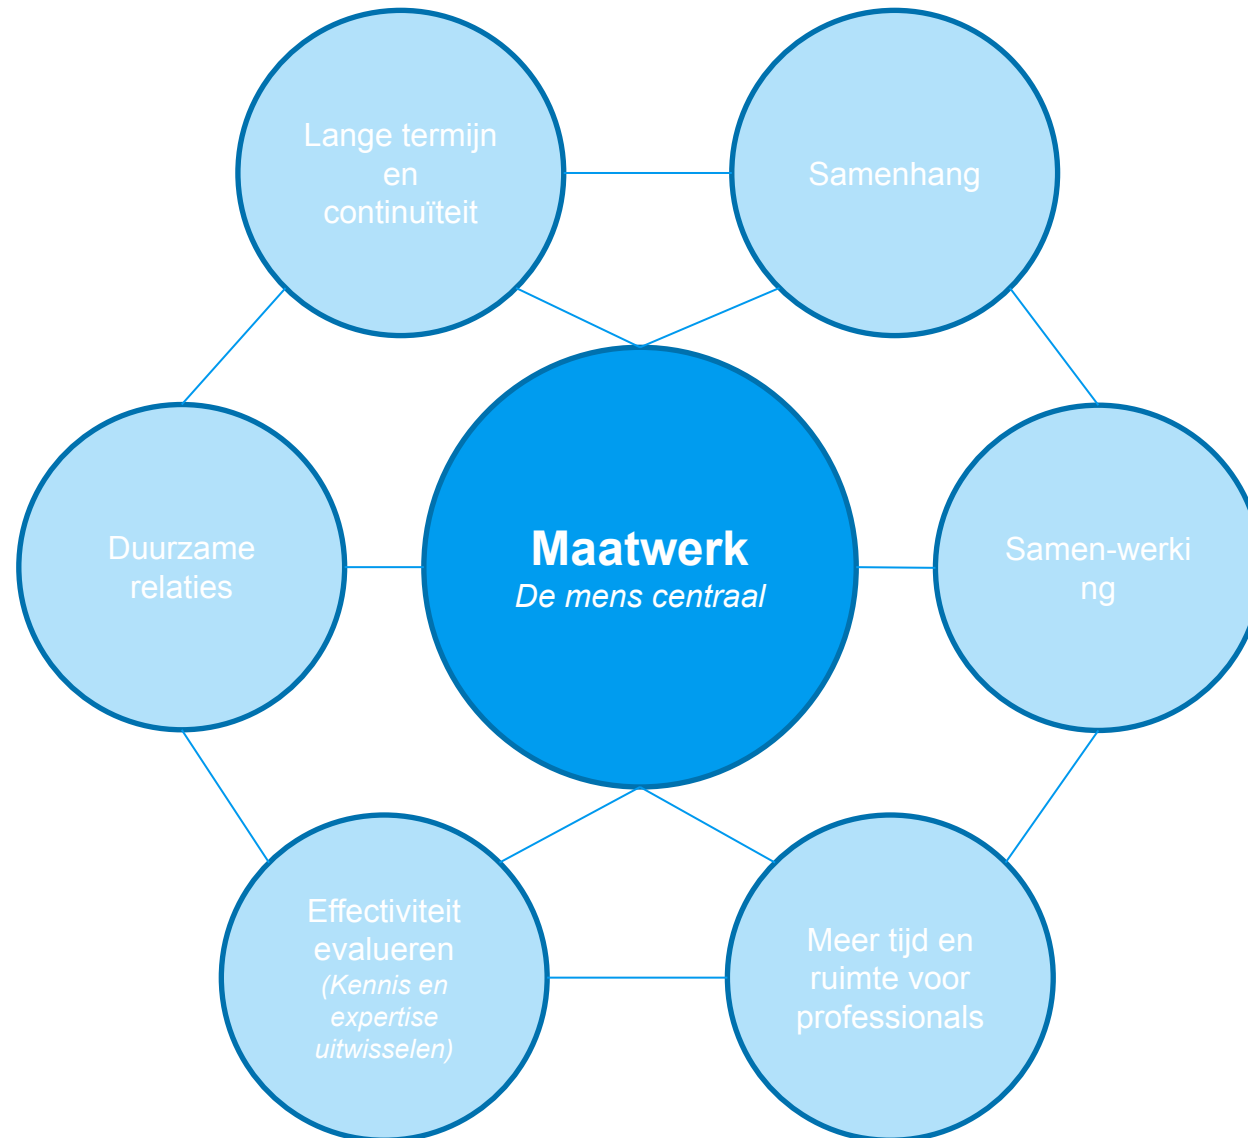 Lange termijn
en
continuïteit
Samenhang
Duurzame
relaties
Maatwerk
De mens centraal
Samen-werki
ng
Effectiviteit
evalueren
(Kennis en
expertise
uitwisselen)
Meer tijd en
ruimte voor
professionals